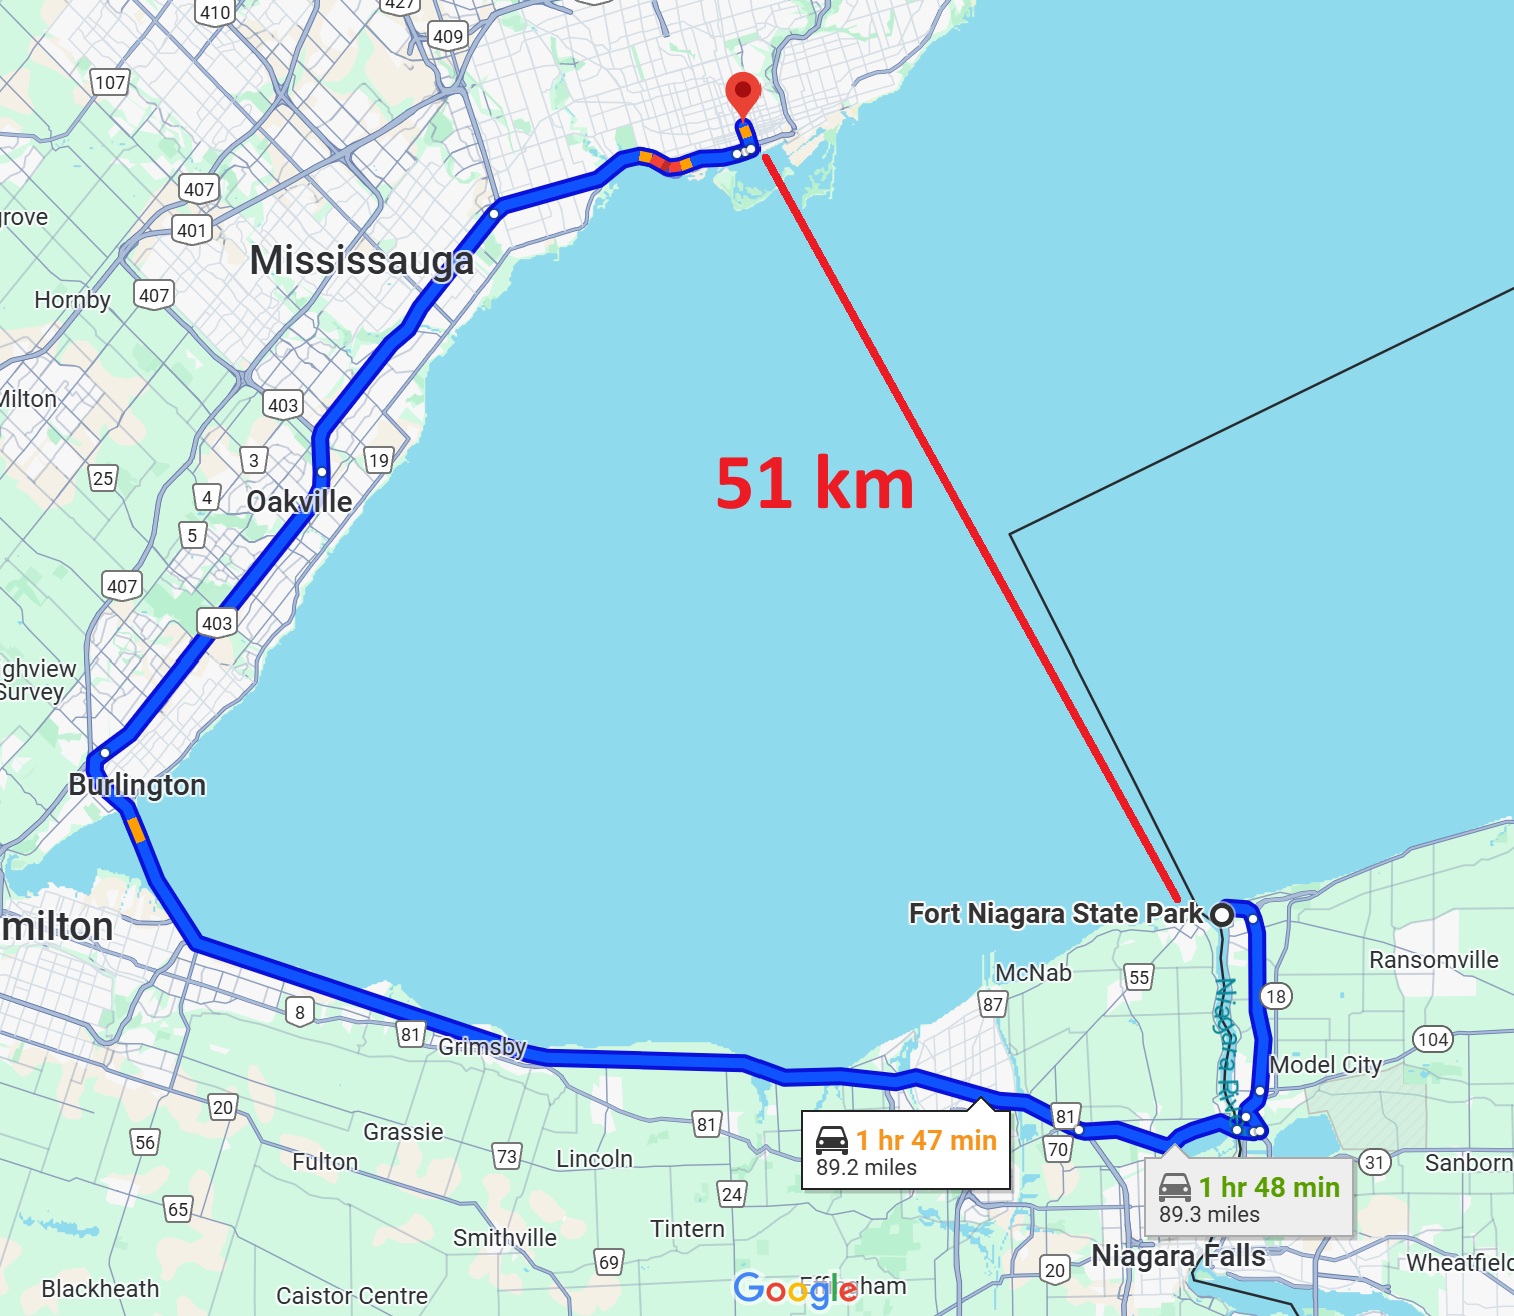 410
427
409
107
407
grove
401
Mississauga
Hornby
407
Milton
403
3
19
25
4
Oakville
5
51 km
407
403
ghview
Survey
Burlington
milton
Fort Niagara State Park
McNab
55
Ransomville
87
18
8
81
Grimsby
104
Model City
20
81
81
56
Grassie
1 hr 47 min
89.2 miles
70
73
Lincoln
Fulton
31
Sanborn
1 hr 48 min
89.3 miles
24
65
Tintern
Smithville
Niagara Falls
69
20
Wheatfield
Blackheath
Google
Effingham
Caistor Centre